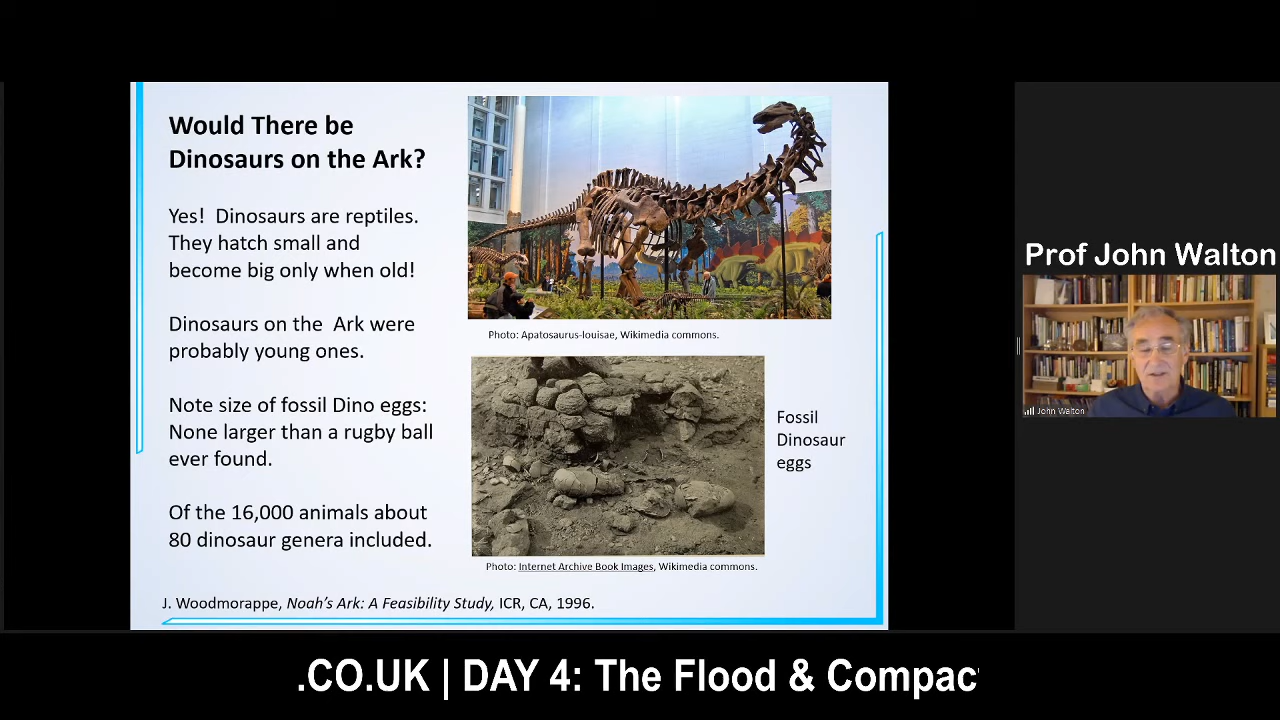 Would There be
Dinosaurs on the Ark?
Yes! Dinosaurs are reptiles.
They hatch small and
become big only when old!
Dinosaurs on the Ark were
probably young ones.
Note size of fossil Dino eggs:
None larger than a rugby ball
ever found.
Of the 16,000 animals about
80 dinosaur genera included.
J. Woodmorappe, Noah's Ark: A Feasibility Study, ICR, CA, 1996.
Photo: Apatosaurus-louisae, Wikimedia commons.
Fossil
Dinosaur
eggs
Photo: Internet Archive Book Images, Wikimedia commons.
Prof John Walton
John Walton
.CO.UK | DAY 4: The Flood & Compac